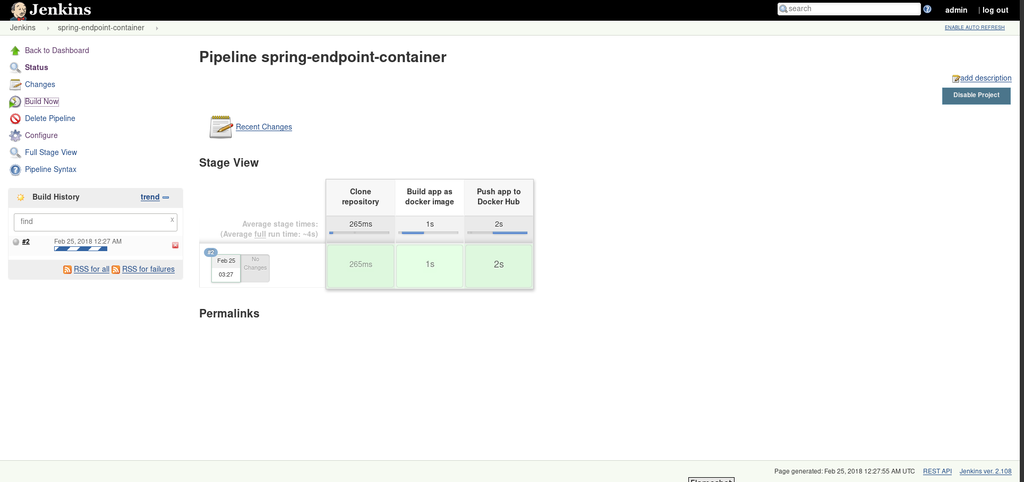 Jenkins
search
admin
| log out
Jenkins › spring-endpoint-container ›
ENABLE AUTO REFRESH
Back to Dashboard
Status
Changes
Build Now
Delete Pipeline
Configure
Full Stage View
Pipeline Syntax
Build History
trend
find
x
#2
Feb 25, 2018 12:27 AM
RSS for all
RSS for failures
Pipeline spring-endpoint-container
add description
Disable Project
Recent Changes
Stage View
Clone
repository
Build app as
docker image
Push app to
Docker Hub
Average stage times:
(Average full run time: ~4s)
265ms
1s
2s
#2
Feb 25
03:27
No
Changes
265ms
1s
2s
Permalinks
Page generated: Feb 25, 2018 12:27:55 AM UTC
REST API
Jenkins ver. 2.108